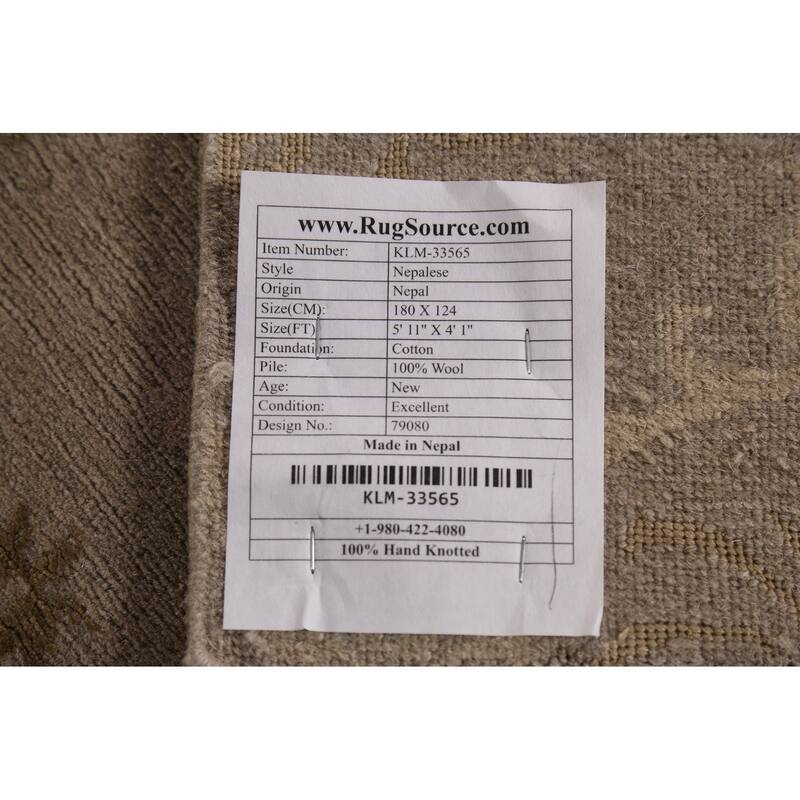 www.RugSource.com
Item Number: KLM-33565
Style Nepalese
Origin Nepal
Size(CM): 180 X 124
Size(FT) 5' 11" X 4' 1"
Foundation: Cotton
Pile: 100% Wool
Age: New
Condition: Excellent
Design No.: 79080
Made in Nepal
KLM-33565
+1-980-422-4080
100% Hand Knotted